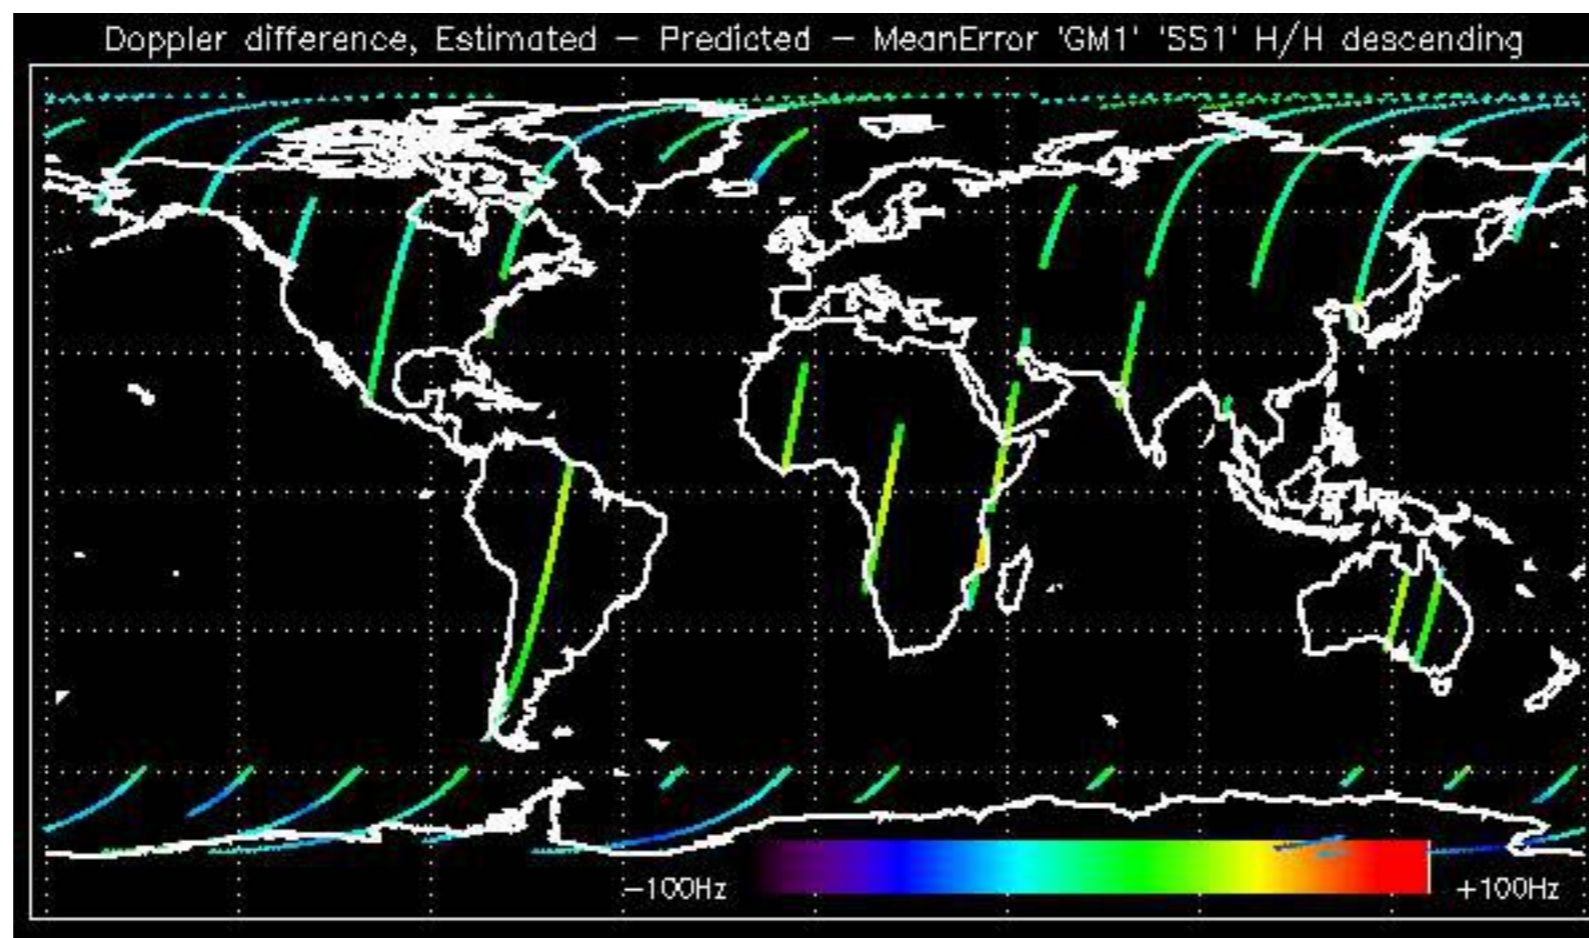 Doppler difference, Estimated – Predicted – MeanError 'GM1' 'SS1' H/H descending
–100Hz +100Hz